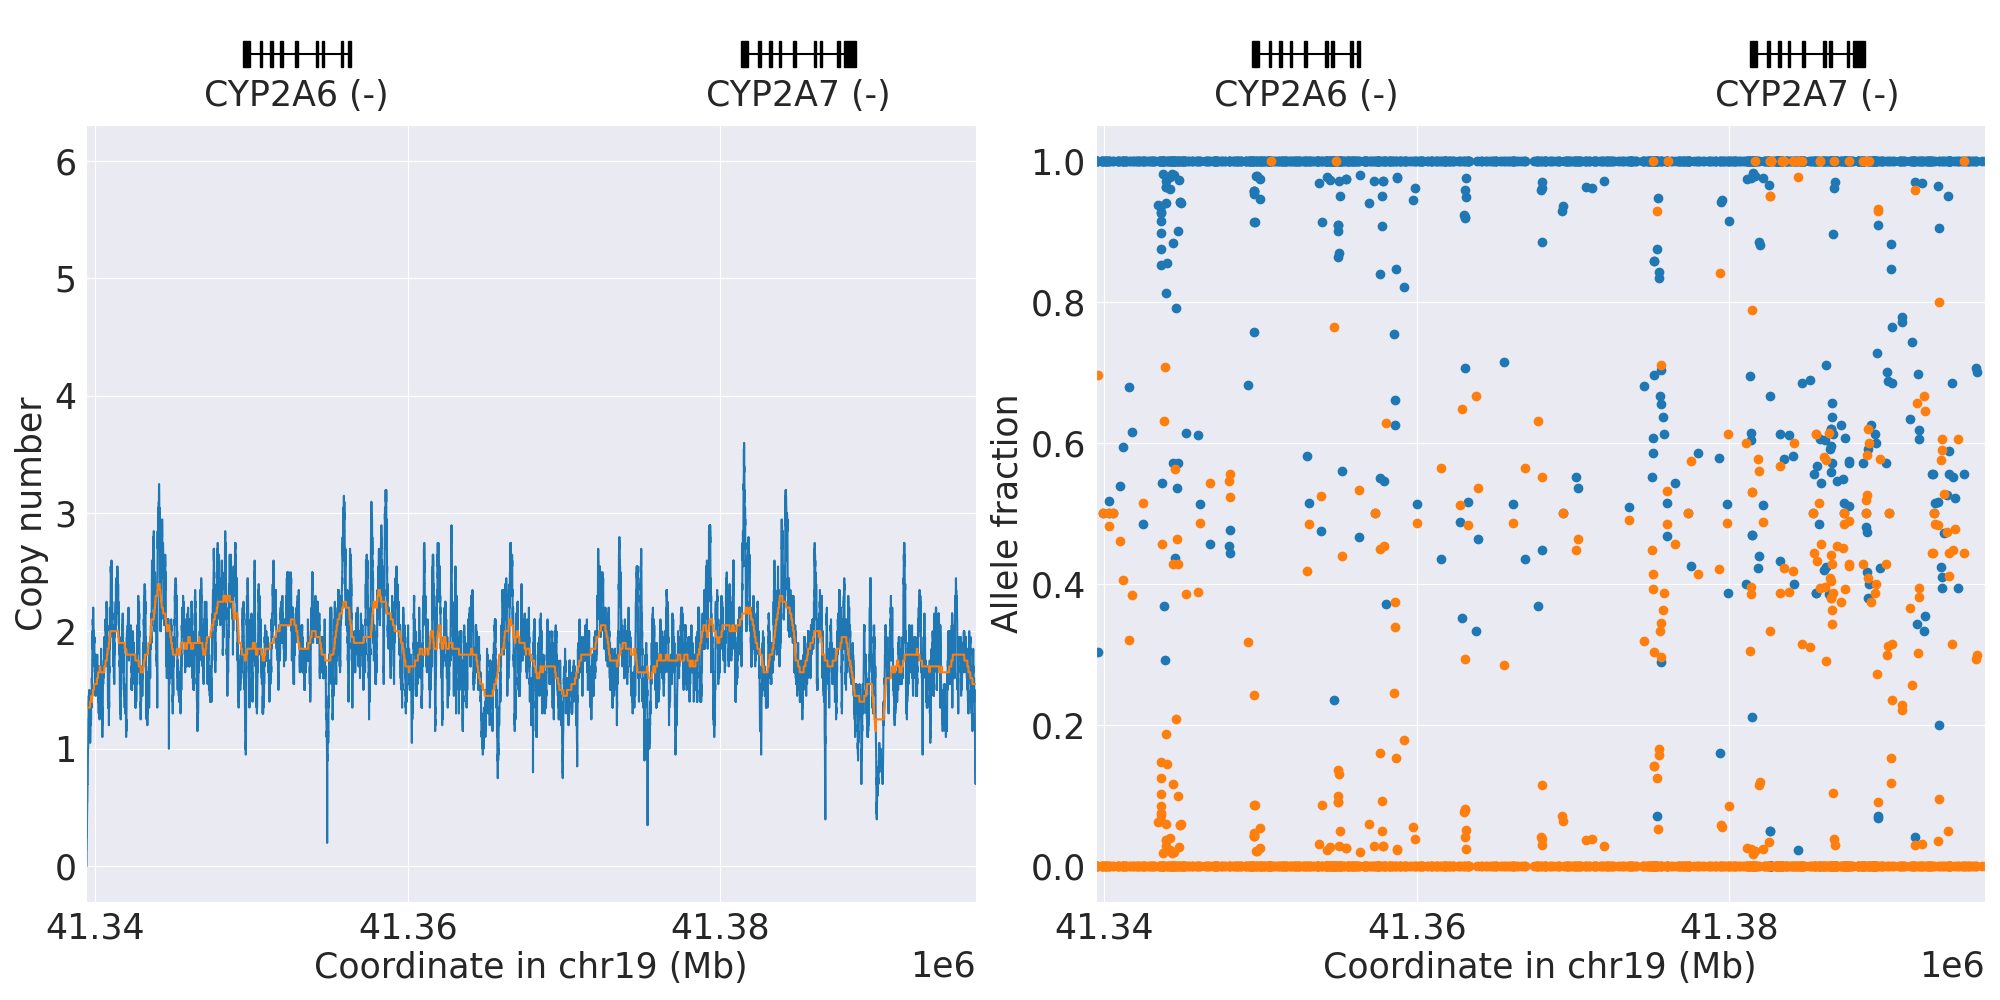 CYP2A6 (-)
CYP2A7 (-)
CYP2A6 (-)
CYP2A7 (-)
Copy number
6
5
4
3
2
1
0
41.34
41.36
41.38
Coordinate in chr19 (Mb)
1e6
Allele fraction
1.0
0.8
0.6
0.4
0.2
0.0
41.34
41.36
41.38
Coordinate in chr19 (Mb)
1e6